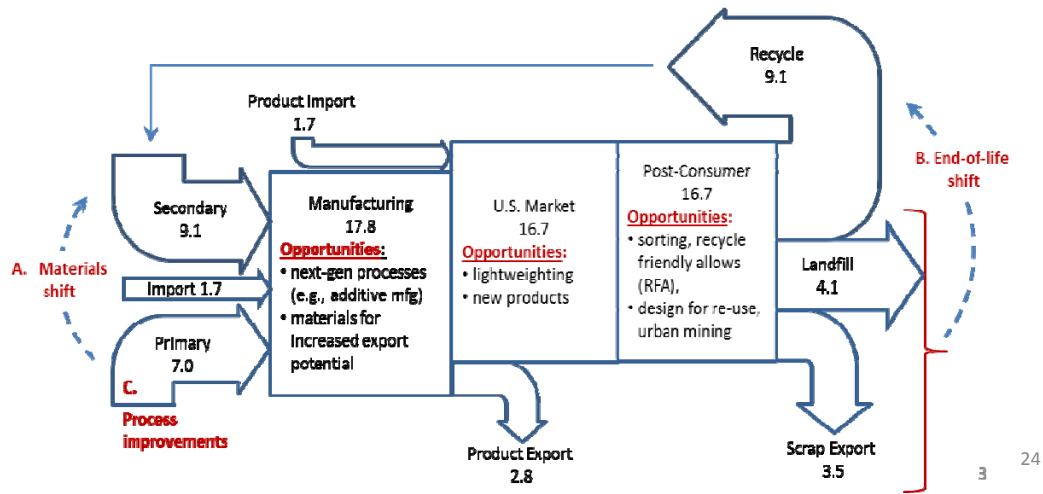 Recycle
9.1
Product Import
1.7
B. End-of-life
shift
Post-Consumer
16.7
Opportunities:
• sorting, recycle
friendly allows
(RFA),
• design for re-use,
urban mining
Manufacturing
17.8
Opportunities:
• next-gen processes
(e.g., additive mfg)
• materials for
Increased export
potential
U.S. Market
16.7
Opportunities:
• lightweighting
• new products
Secondary
9.1
A. Materials
shift
Import 1.7
Landfill
4.1
Primary
7.0
C.
Process
improvements
Product Export
2.8
Scrap Export
3.5
3
24